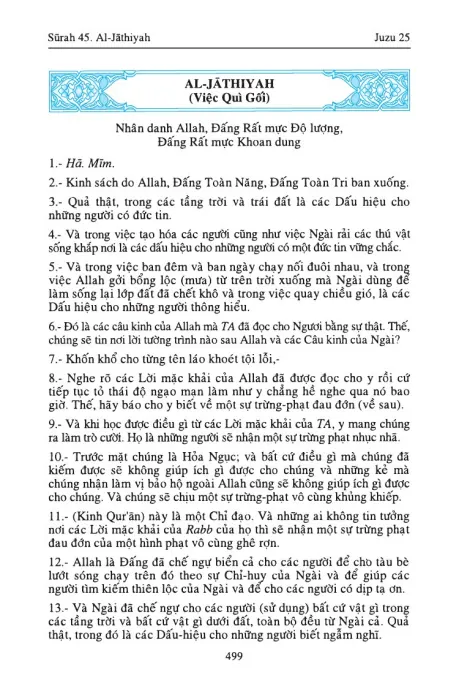 Sūrah 45. Al-Jāthiyah Juzu 25
AL-JĀTHIYAH
(Việc Quì Gối)
Nhân danh Allah, Đấng Rất mực Độ lượng,
Đấng Rất mực Khoan dung
1.- Hā. Mīm.
2.- Kinh sách do Allah, Đấng Toàn Năng, Đấng Toàn Tri ban xuống.
3.- Quả thật, trong các tầng trời và trái đất là các Dấu hiệu cho
những người có đức tin.
4.- Và trong việc tạo hóa các người cũng như việc Ngài rải các thú vật
sống khắp nơi là các dấu hiệu cho những người có một đức tin vững chắc.
5.- Và trong việc ban đêm và ban ngày chạy nối đuôi nhau, và trong
việc Allah gởi bổng lộc (mưa) từ trên trời xuống mà Ngài dùng để
làm sống lại lớp đất đã chết khô và trong việc quay chiều gió, là các
Dấu hiệu cho những người thông hiểu.
6.- Đó là các câu kinh của Allah mà TA đã đọc cho Ngươi bằng sự thật. Thế,
chúng sẽ tin nơi lời tường trình nào sau Allah và các Câu kinh của Ngài?
7.- Khốn khổ cho từng tên láo khoét tội lỗi,-
8.- Nghe rõ các Lời mặc khải của Allah đã được đọc cho y rồi cứ
tiếp tục tỏ thái độ ngạo mạn làm như y chẳng hề nghe qua nó bao
giờ. Thế, hãy báo cho y biết về một sự trừng-phạt đau đớn (về sau).
9.- Và khi học được điều gì từ các Lời mặc khải của TA, y mang chúng
ra làm trò cười. Họ là những người sẽ nhận một sự trừng phạt nhục nhã.
10.- Trước mặt chúng là Hỏa Ngục; và bất cứ điều gì mà chúng đã
kiếm được sẽ không giúp ích gì được cho chúng và những kẻ mà
chúng nhận làm vị bảo hộ ngoài Allah cũng sẽ không giúp ích gì được
cho chúng. Và chúng sẽ chịu một sự trừng-phạt vô cùng khủng khiếp.
11.- (Kinh Qur'ān) này là một Chỉ đạo. Và những ai không tin tưởng
nơi các Lời mặc khải của Rabb của họ thì sẽ nhận một sự trừng phạt
đau đớn của một hình phạt vô cùng ghê rợn.
12.- Allah là Đấng đã chế ngự biển cả cho các người để cho tàu bè
lướt sóng chạy trên đó theo sự Chỉ-huy của Ngài và để giúp các
người tìm kiếm thiên lộc của Ngài và để cho các người có dịp tạ ơn.
13.- Và Ngài đã chế ngự cho các người (sử dụng) bất cứ vật gì trong
các tầng trời và bất cứ vật gì dưới đất, toàn bộ đều từ Ngài cả. Quả
thật, trong đó là các Dấu-hiệu cho những người biết ngẫm nghĩ.
499